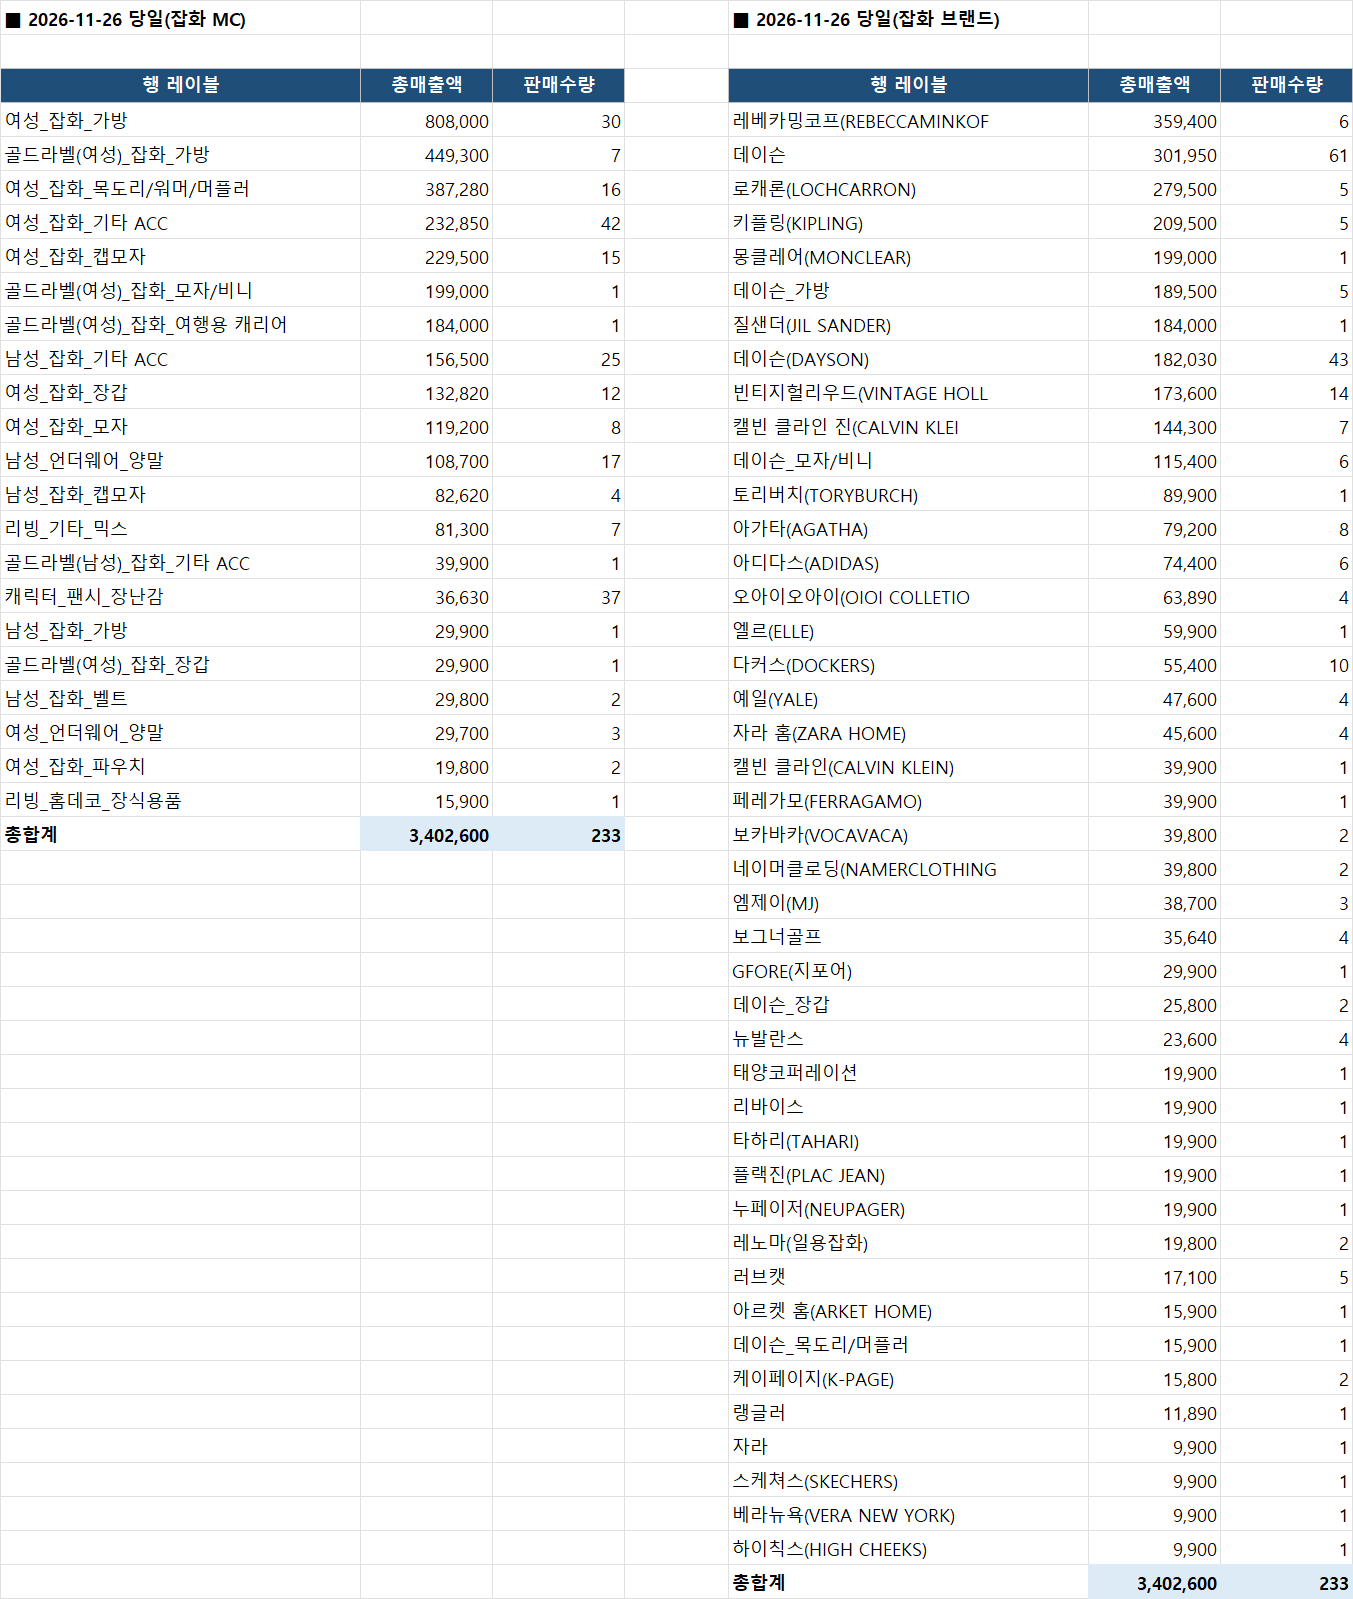 ■ 2026-11-26 당일(잡화 MC)
행 레이블 총매출액 판매수량
여성_잡화_가방 808,000 30
골드라벨(여성)_잡화_가방 449,300 7
여성_잡화_목도리/워머/머플러 387,280 16
여성_잡화_기타 ACC 232,850 42
여성_잡화_캡모자 229,500 15
골드라벨(여성)_잡화_모자/비니 199,000 1
골드라벨(여성)_잡화_여행용 캐리어 184,000 1
남성_잡화_기타 ACC 156,500 25
여성_잡화_장갑 132,820 12
여성_잡화_모자 119,200 8
남성_언더웨어_양말 108,700 17
남성_잡화_캡모자 82,620 4
리빙_기타_믹스 81,300 7
골드라벨(남성)_잡화_기타 ACC 39,900 1
캐릭터_팬시_장난감 36,630 37
남성_잡화_가방 29,900 1
골드라벨(여성)_잡화_장갑 29,900 1
남성_잡화_벨트 29,800 2
여성_언더웨어_양말 29,700 3
여성_잡화_파우치 19,800 2
리빙_홈데코_장식용품 15,900 1
총합계 3,402,600 233
■ 2026-11-26 당일(잡화 브랜드)
행 레이블 총매출액 판매수량
레베카밍코프(REBECCAMINKOF 359,400 6
데이슨 301,950 61
로캐론(LOCHCARRON) 279,500 5
키플링(KIPLING) 209,500 5
몽클레어(MONCLEAR) 199,000 1
데이슨_가방 189,500 5
질샌더(JIL SANDER) 184,000 1
데이슨(DAYSON) 182,030 43
빈티지헐리우드(VINTAGE HOLL 173,600 14
캘빈 클라인 진(CALVIN KLEI 144,300 7
데이슨_모자/비니 115,400 6
토리버치(TORYBURCH) 89,900 1
아가타(AGATHA) 79,200 8
아디다스(ADIDAS) 74,400 6
오아이오아이(OIOI COLLETIO 63,890 4
엘르(ELLE) 59,900 1
다커스(DOCKERS) 55,400 10
예일(YALE) 47,600 4
자라 홈(ZARA HOME) 45,600 4
캘빈 클라인(CALVIN KLEIN) 39,900 1
페레가모(FERRAGAMO) 39,900 1
보카바카(VOCAVACA) 39,800 2
네이머클로딩(NAMERCLOTHING 39,800 2
엠제이(MJ) 38,700 3
보그너골프 35,640 4
GFORE(지포어) 29,900 1
데이슨_장갑 25,800 2
뉴발란스 23,600 4
태양코퍼레이션 19,900 1
리바이스 19,900 1
타하리(TAHARI) 19,900 1
플랙진(PLAC JEAN) 19,900 1
누페이저(NEUPAGER) 19,900 1
레노마(일용잡화) 19,800 2
러브캣 17,100 5
아르켓 홈(ARKET HOME) 15,900 1
데이슨_목도리/머플러 15,900 1
케이페이지(K-PAGE) 15,800 2
랭글러 11,890 1
자라 9,900 1
스케쳐스(SKECHERS) 9,900 1
베라뉴욕(VERA NEW YORK) 9,900 1
하이칙스(HIGH CHEEKS) 9,900 1
총합계 3,402,600 233